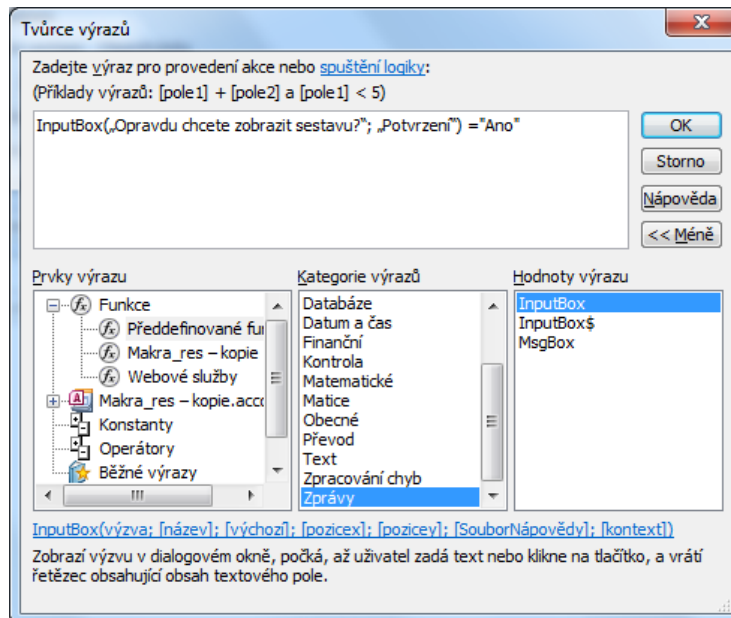 Tvůrce výrazů
Zadejte výraz pro provedení akce nebo spuštění logiky:
(Příklady výrazů: [pole1] + [pole2] a [pole1] < 5)
InputBox(„Opravdu chcete zobrazit sestavu?“; „Potvrzení“) ="Ano"
OK
Storno
Nápověda
<< Méně
Prvky výrazu
Funkce
Předdefinované fu
Makra_res – kopie
Webové služby
Makra_res – kopie.acc
Konstanty
Operátory
Běžné výrazy
Kategorie výrazů
Databáze
Datum a čas
Finanční
Kontrola
Matematické
Matice
Obecné
Převod
Text
Zpracování chyb
Zprávy
Hodnoty výrazu
InputBox
InputBox$
MsgBox
InputBox(výzva; [název]; [výchozí]; [pozicex]; [pozicey]; [SouborNápovědy]; [kontext])
Zobrazí výzvu v dialogovém okně, počká, až uživatel zadá text nebo klikne na tlačítko, a vrátí
řetězec obsahující obsah textového pole.